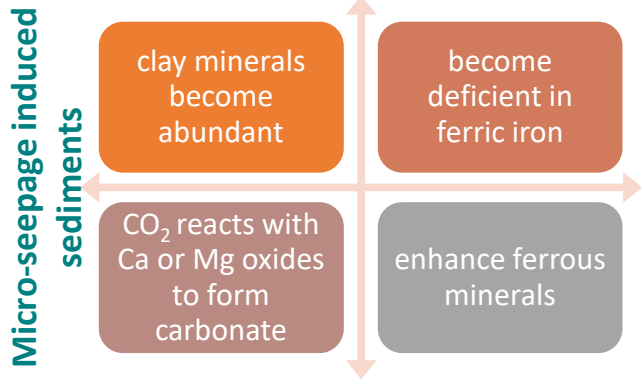 Micro-seepage induced
sediments
clay minerals
become
abundant
become
deficient in
ferric iron
CO₂ reacts with
Ca or Mg oxides
to form
carbonate
enhance ferrous
minerals